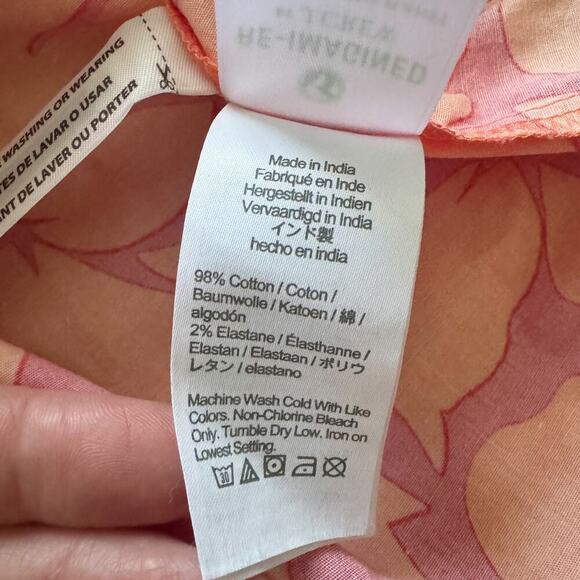 WASHING OR WEARING
DE LAVAR O USAR
ANT DE LAVER OU PORTER
BY J.CREW
RE-IMAGINED
Made in India
Fabriqué en Inde
Hergestellt in Indien
Vervaardigd in India
インド製
hecho en india
98% Cotton / Coton /
Baumwolle / Katoen / 綿 /
algodón
2% Elastane / Élasthanne /
Elastan / Elastaan / ポリウ
レタン / elastano
Machine Wash Cold With Like
Colors. Non-Chlorine Bleach
Only. Tumble Dry Low. Iron on
Lowest Setting.
30